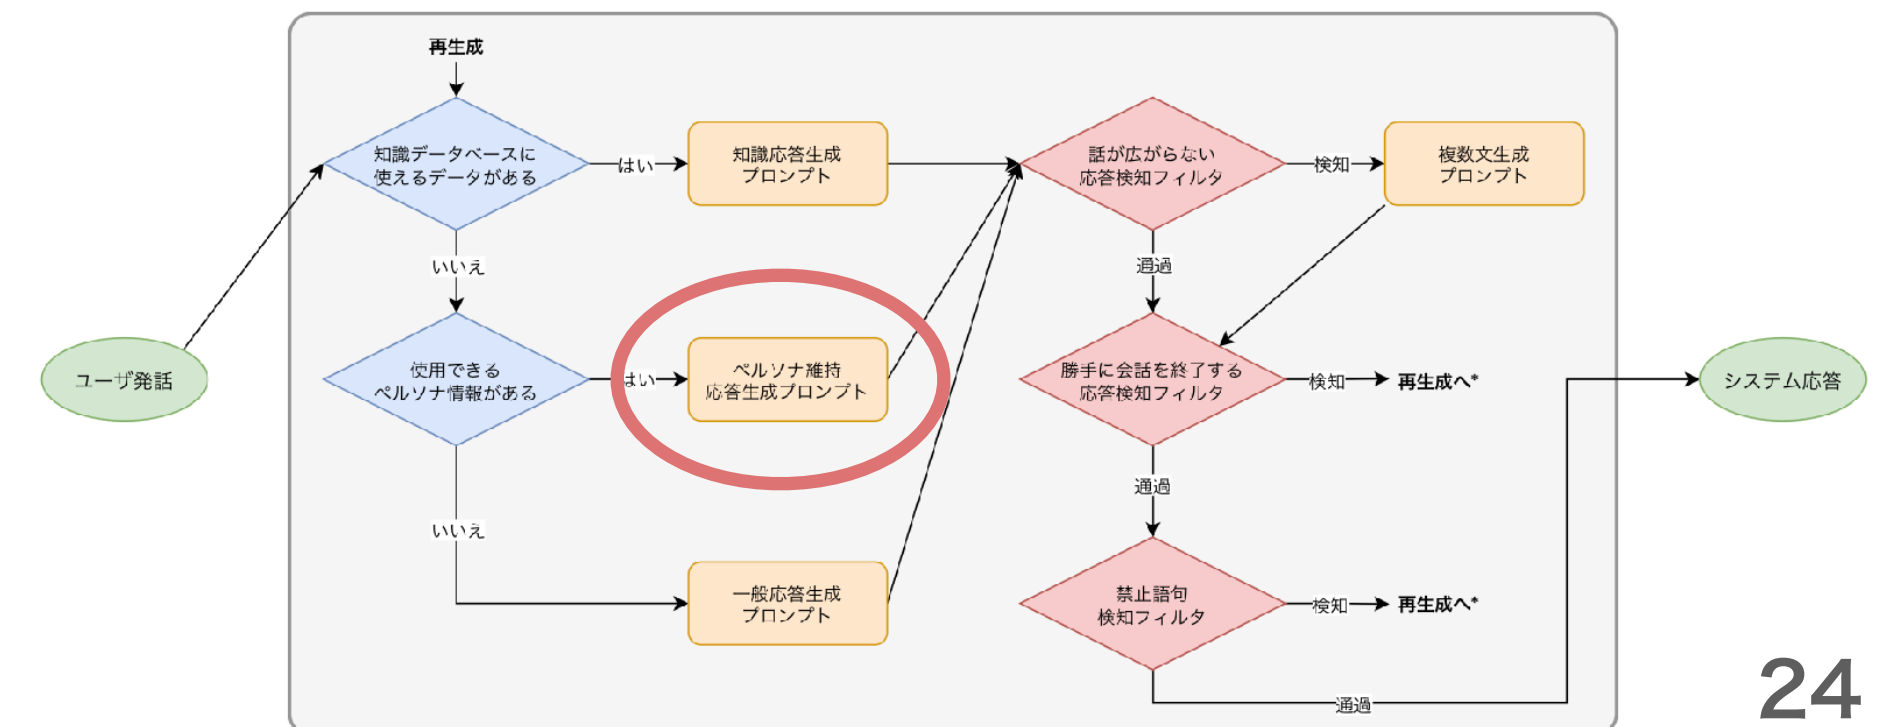 再生成
知識データベースに
使えるデータがある
はい
知識応答生成
プロンプト
話が広がらない
応答検知フィルタ
検知
複数文生成
プロンプト
いいえ
通過
ユーザ発話
使用できる
ペルソナ情報がある
はい
ペルソナ維持
応答生成プロンプト
勝手に会話を終了する
応答検知フィルタ
検知
再生成へ*
システム応答
いいえ
通過
一般応答生成
プロンプト
禁止語句
検知フィルタ
検知
再生成へ*
通過
24